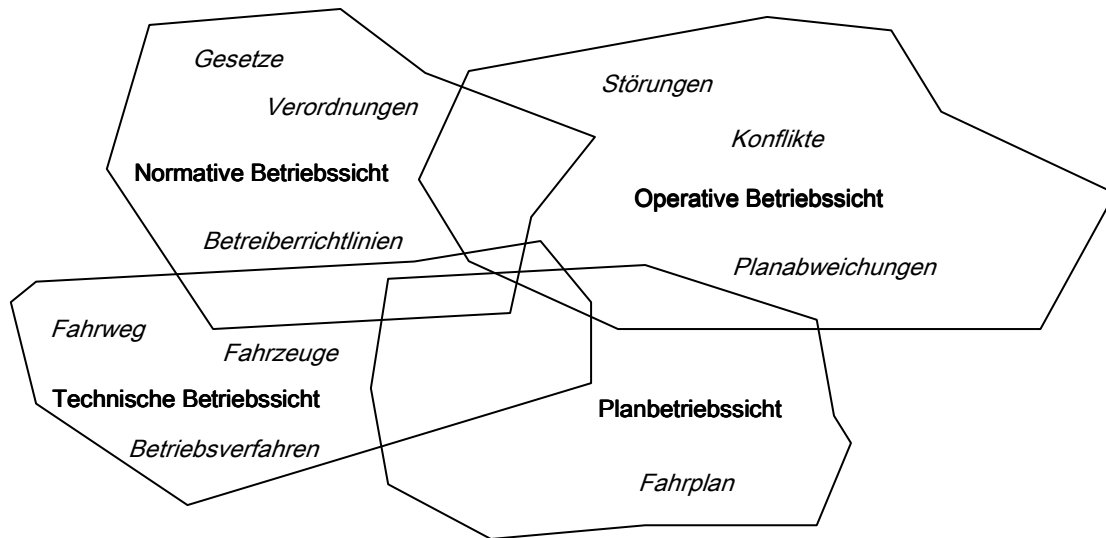 Gesetze
Verordnungen
Normative Betriebssicht
Betreiberrichtlinien
Störungen
Konflikte
Operative Betriebssicht
Planabweichungen
Fahrweg
Fahrzeuge
Technische Betriebssicht
Betriebsverfahren
Planbetriebssicht
Fahrplan